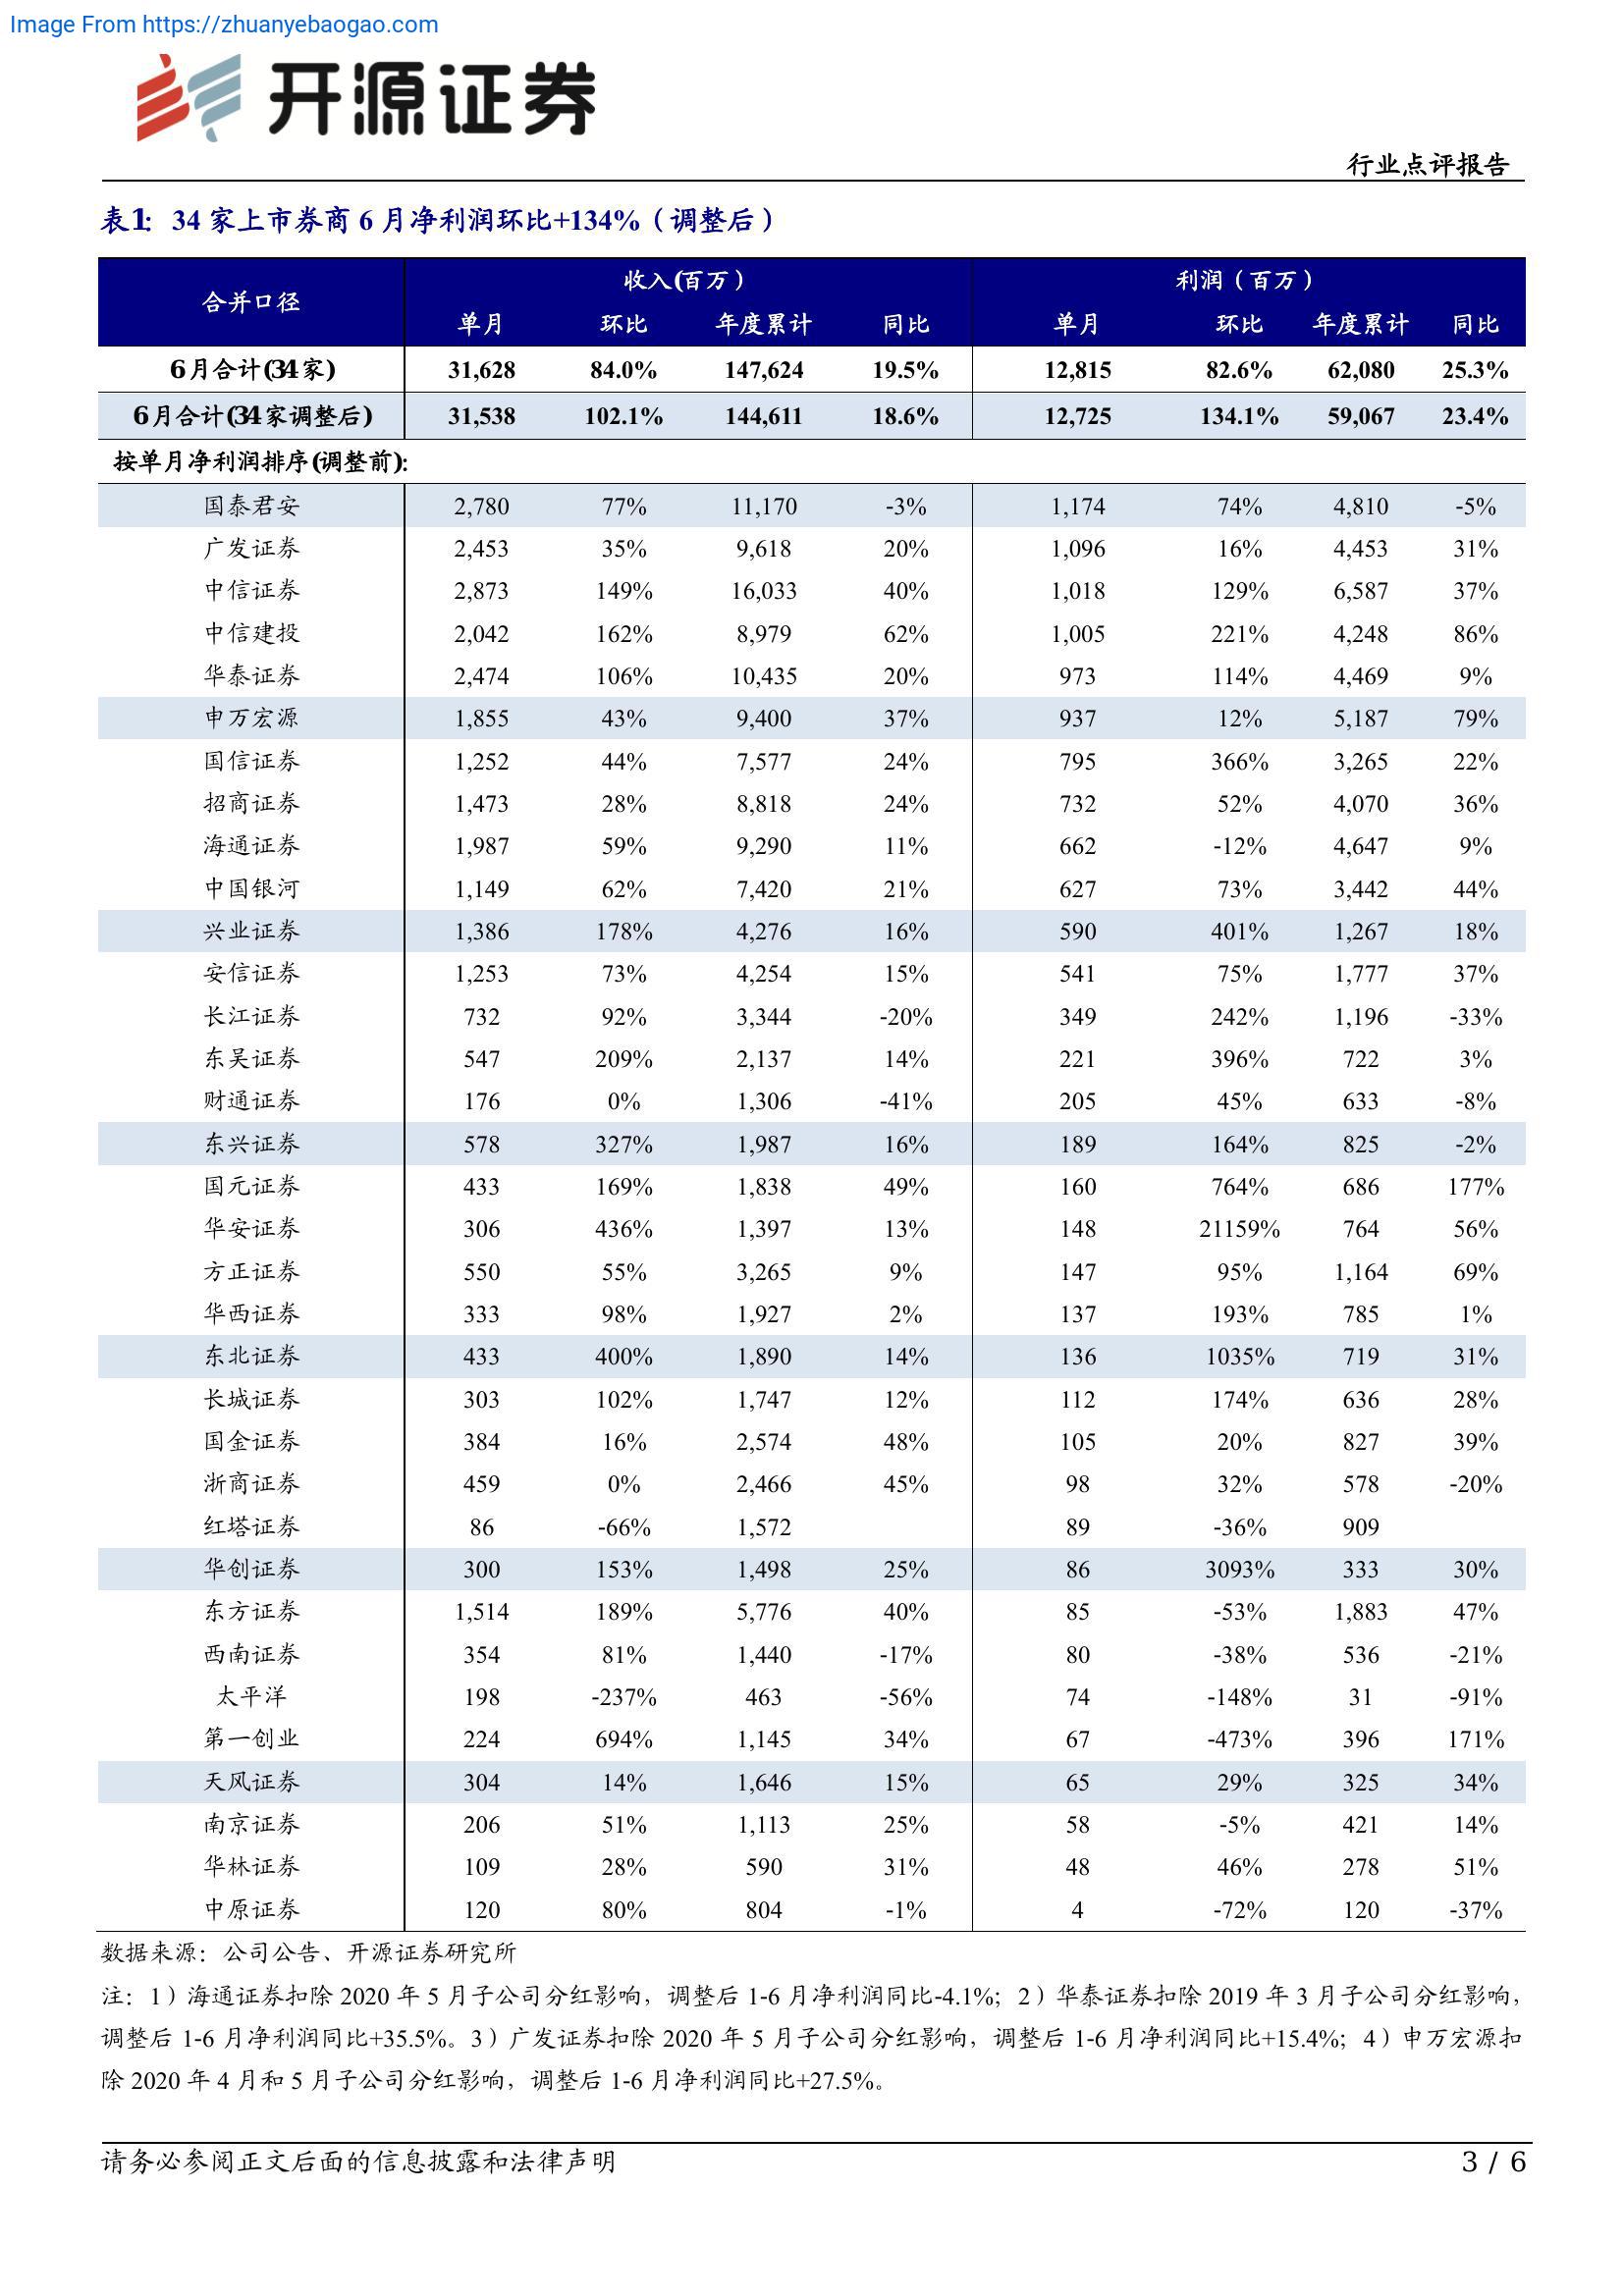 Image From https://zhuanyebaogao.com
开源证券
行业点评报告
表1： 34 家上市券商 6 月净利润环比+134%（调整后）
合并口径 收入(百万） 利润（百万）
单月 环比 年度累计 同比 单月 环比 年度累计 同比
6月合计(34家) 31,628 84.0% 147,624 19.5% 12,815 82.6% 62,080 25.3%
6月合计(34家调整后) 31,538 102.1% 144,611 18.6% 12,725 134.1% 59,067 23.4%
按单月净利润排序(调整前):
国泰君安 2,780 77% 11,170 -3% 1,174 74% 4,810 -5%
广发证券 2,453 35% 9,618 20% 1,096 16% 4,453 31%
中信证券 2,873 149% 16,033 40% 1,018 129% 6,587 37%
中信建投 2,042 162% 8,979 62% 1,005 221% 4,248 86%
华泰证券 2,474 106% 10,435 20% 973 114% 4,469 9%
申万宏源 1,855 43% 9,400 37% 937 12% 5,187 79%
国信证券 1,252 44% 7,577 24% 795 366% 3,265 22%
招商证券 1,473 28% 8,818 24% 732 52% 4,070 36%
海通证券 1,987 59% 9,290 11% 662 -12% 4,647 9%
中国银河 1,149 62% 7,420 21% 627 73% 3,442 44%
兴业证券 1,386 178% 4,276 16% 590 401% 1,267 18%
安信证券 1,253 73% 4,254 15% 541 75% 1,777 37%
长江证券 732 92% 3,344 -20% 349 242% 1,196 -33%
东吴证券 547 209% 2,137 14% 221 396% 722 3%
财通证券 176 0% 1,306 -41% 205 45% 633 -8%
东兴证券 578 327% 1,987 16% 189 164% 825 -2%
国元证券 433 169% 1,838 49% 160 764% 686 177%
华安证券 306 436% 1,397 13% 148 21159% 764 56%
方正证券 550 55% 3,265 9% 147 95% 1,164 69%
华西证券 333 98% 1,927 2% 137 193% 785 1%
东北证券 433 400% 1,890 14% 136 1035% 719 31%
长城证券 303 102% 1,747 12% 112 174% 636 28%
国金证券 384 16% 2,574 48% 105 20% 827 39%
浙商证券 459 0% 2,466 45% 98 32% 578 -20%
红塔证券 86 -66% 1,572 89 -36% 909
华创证券 300 153% 1,498 25% 86 3093% 333 30%
东方证券 1,514 189% 5,776 40% 85 -53% 1,883 47%
西南证券 354 81% 1,440 -17% 80 -38% 536 -21%
太平洋 198 -237% 463 -56% 74 -148% 31 -91%
第一创业 224 694% 1,145 34% 67 -473% 396 171%
天风证券 304 14% 1,646 15% 65 29% 325 34%
南京证券 206 51% 1,113 25% 58 -5% 421 14%
华林证券 109 28% 590 31% 48 46% 278 51%
中原证券 120 80% 804 -1% 4 -72% 120 -37%
数据来源：公司公告、开源证券研究所
注：1）海通证券扣除 2020 年 5 月子公司分红影响，调整后 1-6 月净利润同比-4.1%；2）华泰证券扣除 2019 年 3 月子公司分红影响，
调整后 1-6 月净利润同比+35.5%。3）广发证券扣除 2020 年 5 月子公司分红影响，调整后 1-6 月净利润同比+15.4%；4）申万宏源扣
除 2020 年 4 月和 5 月子公司分红影响，调整后 1-6 月净利润同比+27.5%。
请务必参阅正文后面的信息披露和法律声明 3 / 6